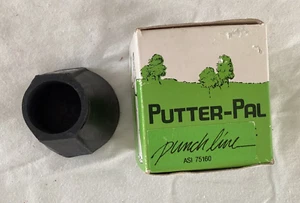 PUTTER-PAL
punch line
ASI 75160